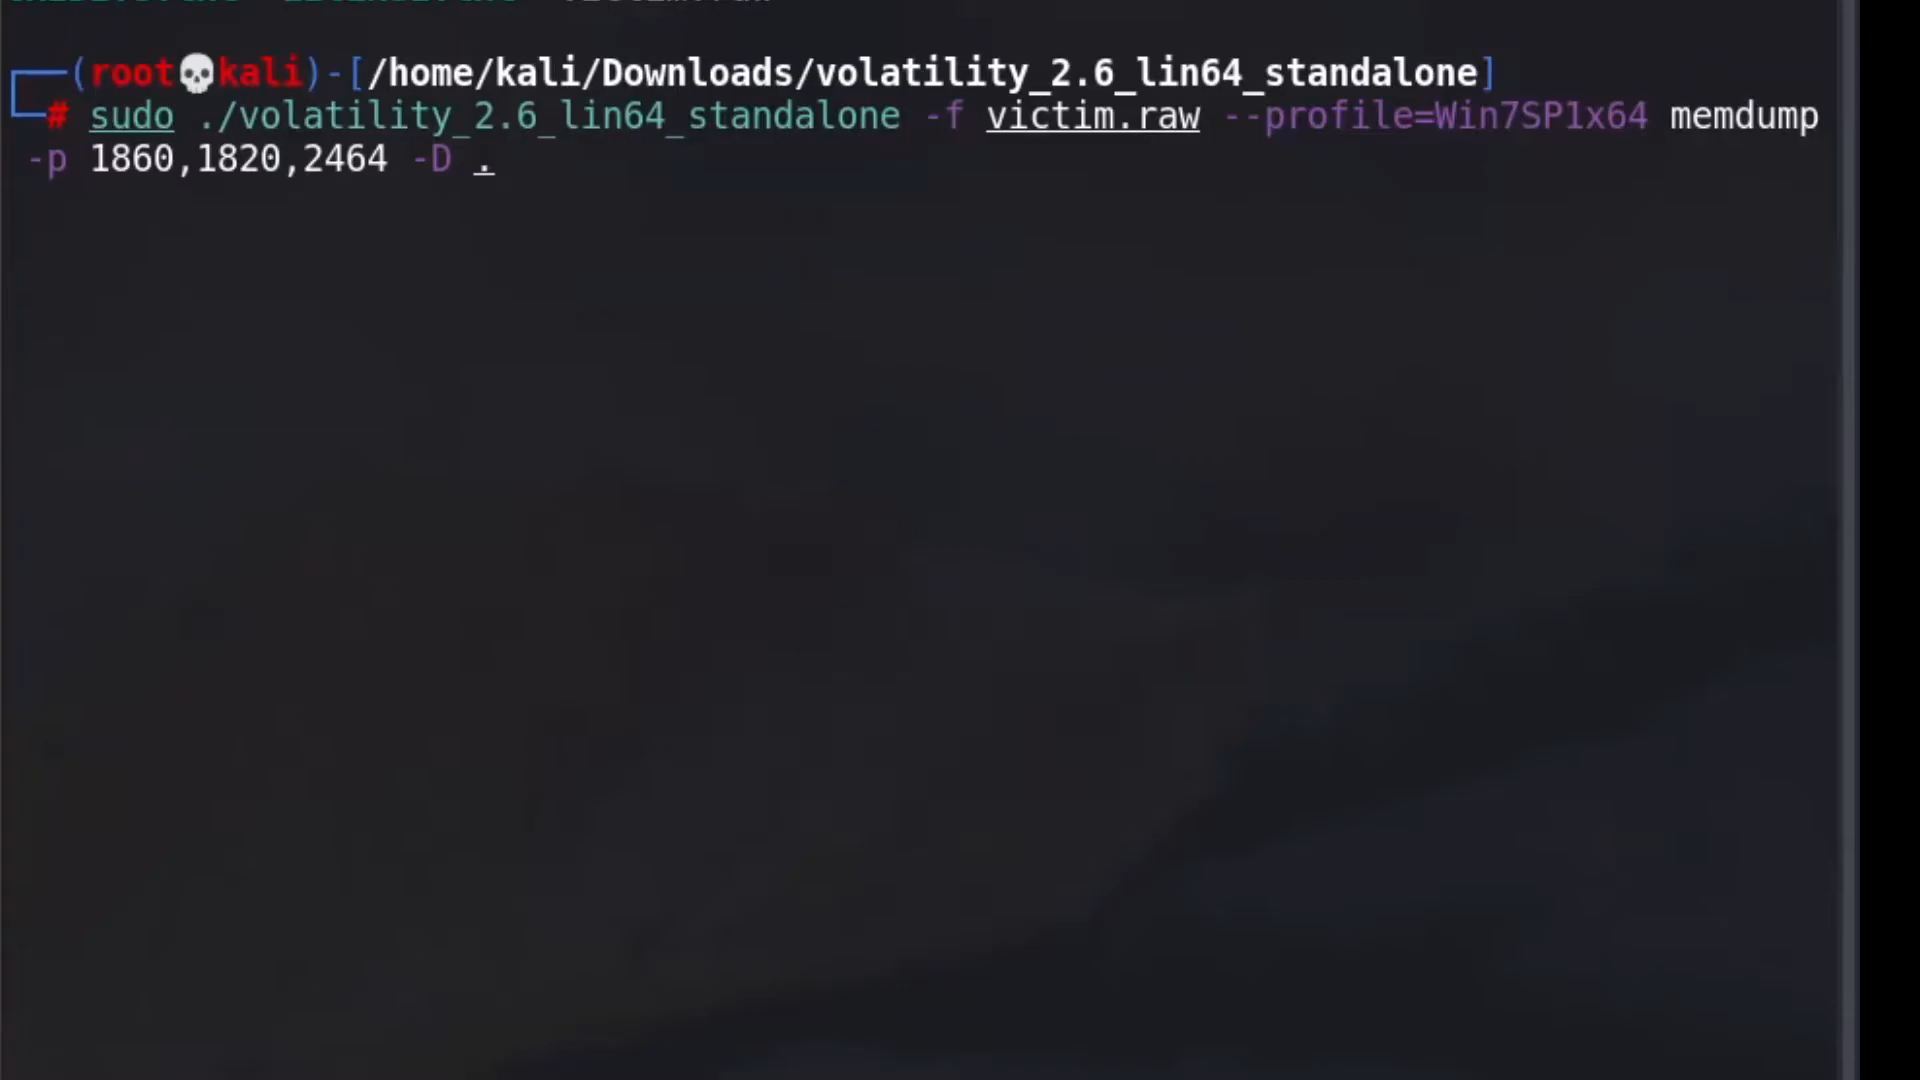 (root💀kali)-[/home/kali/Downloads/volatility_2.6_lin64_standalone]
# sudo ./volatility_2.6_lin64_standalone -f victim.raw --profile=Win7SP1x64 memdump
-p 1860,1820,2464 -D .